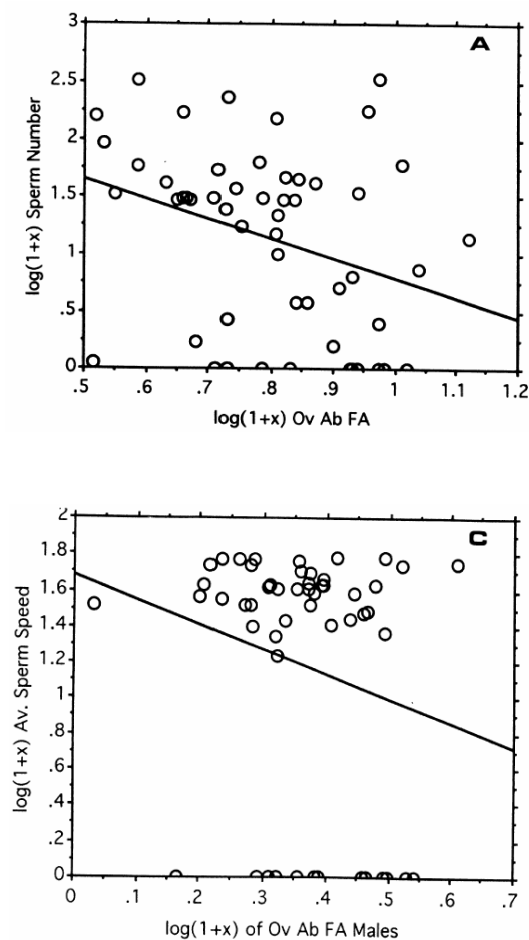 A
3
2.5
2
1.5
1
.5
0
log(1+x) Sperm Number
.5 .6 .7 .8 .9 1 1.1 1.2
log(1+x) Ov Ab FA
C
2
1.8
1.6
1.4
1.2
1
.8
.6
.4
.2
0
log(1+x) Av. Sperm Speed
0 .1 .2 .3 .4 .5 .6 .7
log(1+x) of Ov Ab FA Males